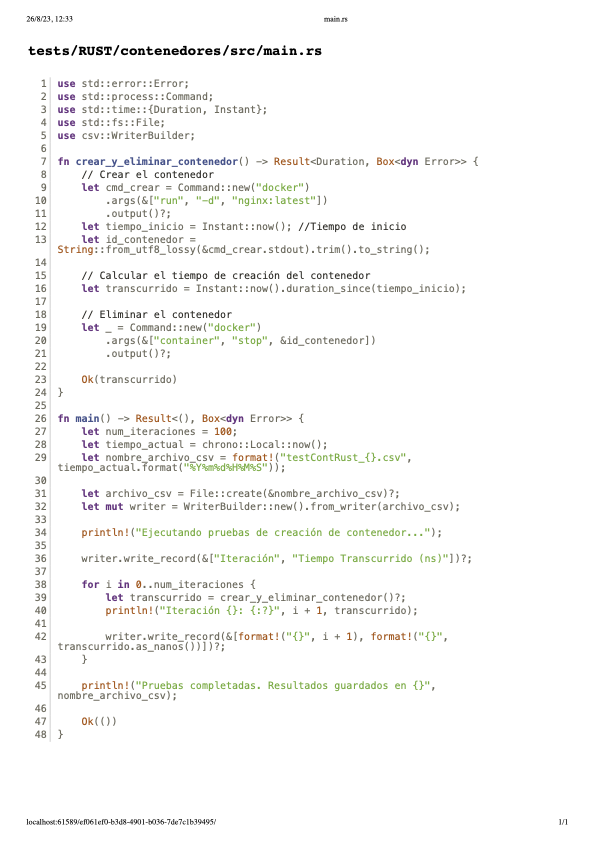 26/8/23, 12:33 main.rs
tests/RUST/contenedores/src/main.rs
1 use std::error::Error;
2 use std::process::Command;
3 use std::time::{Duration, Instant};
4 use std::fs::File;
5 use csv::WriterBuilder;
6
7 fn crear_y_eliminar_contenedor() -> Result<Duration, Box<dyn Error>> {
8     // Crear el contenedor
9     let cmd_crear = Command::new("docker")
10         .args(&["run", "-d", "nginx:latest"])
11         .output()?;
12     let tiempo_inicio = Instant::now(); //Tiempo de inicio
13     let id_contenedor =
String::from_utf8_lossy(&cmd_crear.stdout).trim().to_string();
14
15     // Calcular el tiempo de creación del contenedor
16     let transcurrido = Instant::now().duration_since(tiempo_inicio);
17
18     // Eliminar el contenedor
19     let _ = Command::new("docker")
20         .args(&["container", "stop", &id_contenedor])
21         .output()?;
22
23     Ok(transcurrido)
24 }
25
26 fn main() -> Result<(), Box<dyn Error>> {
27     let num_iteraciones = 100;
28     let tiempo_actual = chrono::Local::now();
29     let nombre_archivo_csv = format!("testContRust_{}.csv",
tiempo_actual.format("%Y%m%d%H%M%S"));
30
31     let archivo_csv = File::create(&nombre_archivo_csv)?;
32     let mut writer = WriterBuilder::new().from_writer(archivo_csv);
33
34     println!("Ejecutando pruebas de creación de contenedor...");
35
36     writer.write_record(&["Iteración", "Tiempo Transcurrido (ns)"])?;
37
38     for i in 0..num_iteraciones {
39         let transcurrido = crear_y_eliminar_contenedor()?;
40         println!("Iteración {}: {:?}", i + 1, transcurrido);
41
42         writer.write_record(&[format!("{}", i + 1), format!("{}",
transcurrido.as_nanos())])?;
43     }
44
45     println!("Pruebas completadas. Resultados guardados en {}",
nombre_archivo_csv);
46
47     Ok(())
48 }
localhost:61589/ef061ef0-b3d8-4901-b036-7de7c1b39495/ 1/1